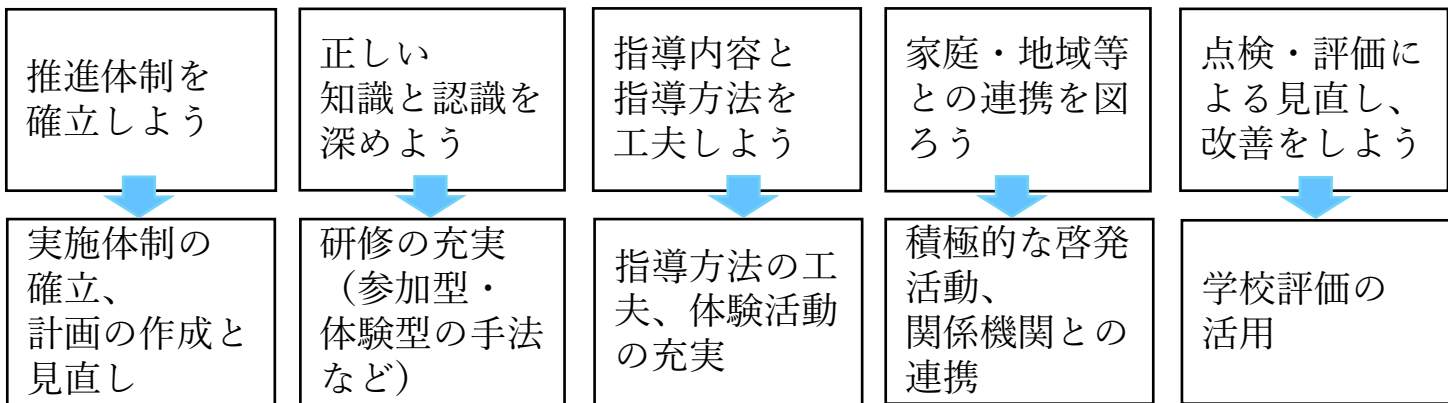 推進体制を
確立しよう
正しい
知識と認識を
深めよう
指導内容と
指導方法を
工夫しよう
家庭・地域等
との連携を図
ろう
点検・評価に
よる見直し、
改善をしよう
実施体制の
確立、
計画の作成と
見直し
研修の充実
（参加型・
体験型の手法
など）
指導方法の工
夫、体験活動
の充実
積極的な啓発
活動、
関係機関との
連携
学校評価の
活用